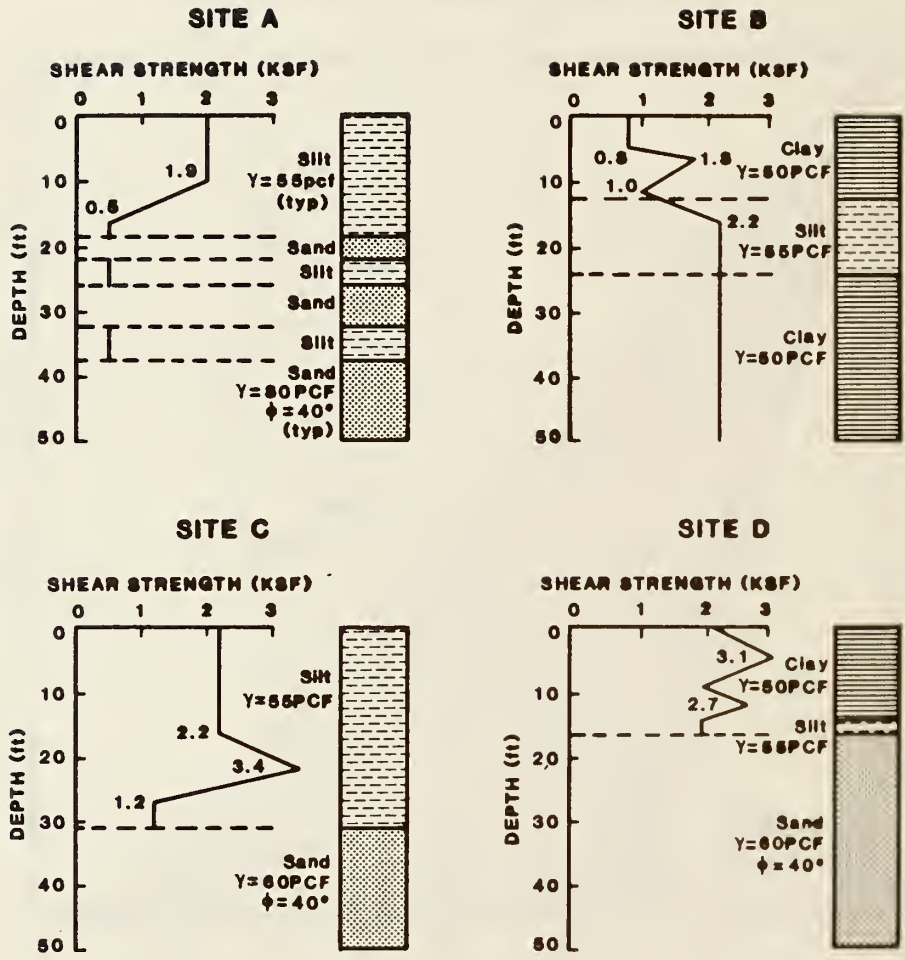 SITE A
SHEAR STRENGTH (KSF)
0 1 2 3
DEPTH (ft)
0
10
20
30
40
50
1.9
0.5
Silt
γ=55pcf
(typ)
Sand
Silt
Sand
Silt
Sand
γ=60PCF
ϕ=40°
(typ)
SITE B
SHEAR STRENGTH (KSF)
0 1 2 3
DEPTH (ft)
0
10
20
30
40
50
0.8
1.8
1.0
2.2
Clay
γ=50PCF
Silt
γ=55PCF
Clay
γ=50PCF
SITE C
SHEAR STRENGTH (KSF)
0 1 2 3
DEPTH (ft)
0
10
20
30
40
50
2.2
3.4
1.2
Silt
γ=55PCF
Sand
γ=60PCF
ϕ=40°
SITE D
SHEAR STRENGTH (KSF)
0 1 2 3
DEPTH (ft)
0
10
20
30
40
50
3.1
2.7
Clay
γ=50PCF
Silt
γ=55PCF
Sand
γ=60PCF
ϕ=40°